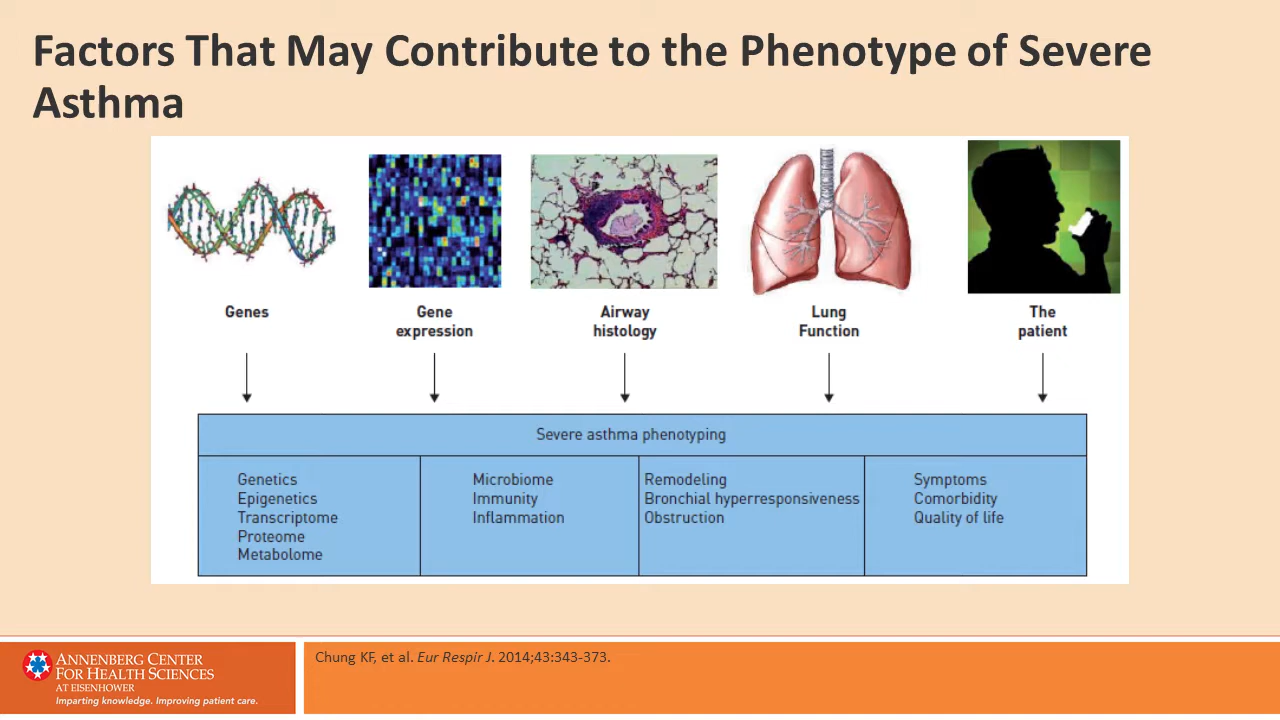 Factors That May Contribute to the Phenotype of Severe
Asthma
Genes
Gene
expression
Airway
histology
Lung
Function
The
patient
Severe asthma phenotyping
Genetics
Epigenetics
Transcriptome
Proteome
Metabolome
Microbiome
Immunity
Inflammation
Remodeling
Bronchial hyperresponsiveness
Obstruction
Symptoms
Comorbidity
Quality of life
ANNENBERG CENTER
FOR HEALTH SCIENCES
AT EISENHOWER
Imparting knowledge. Improving patient care.
Chung KF, et al. Eur Respir J. 2014;43:343-373.